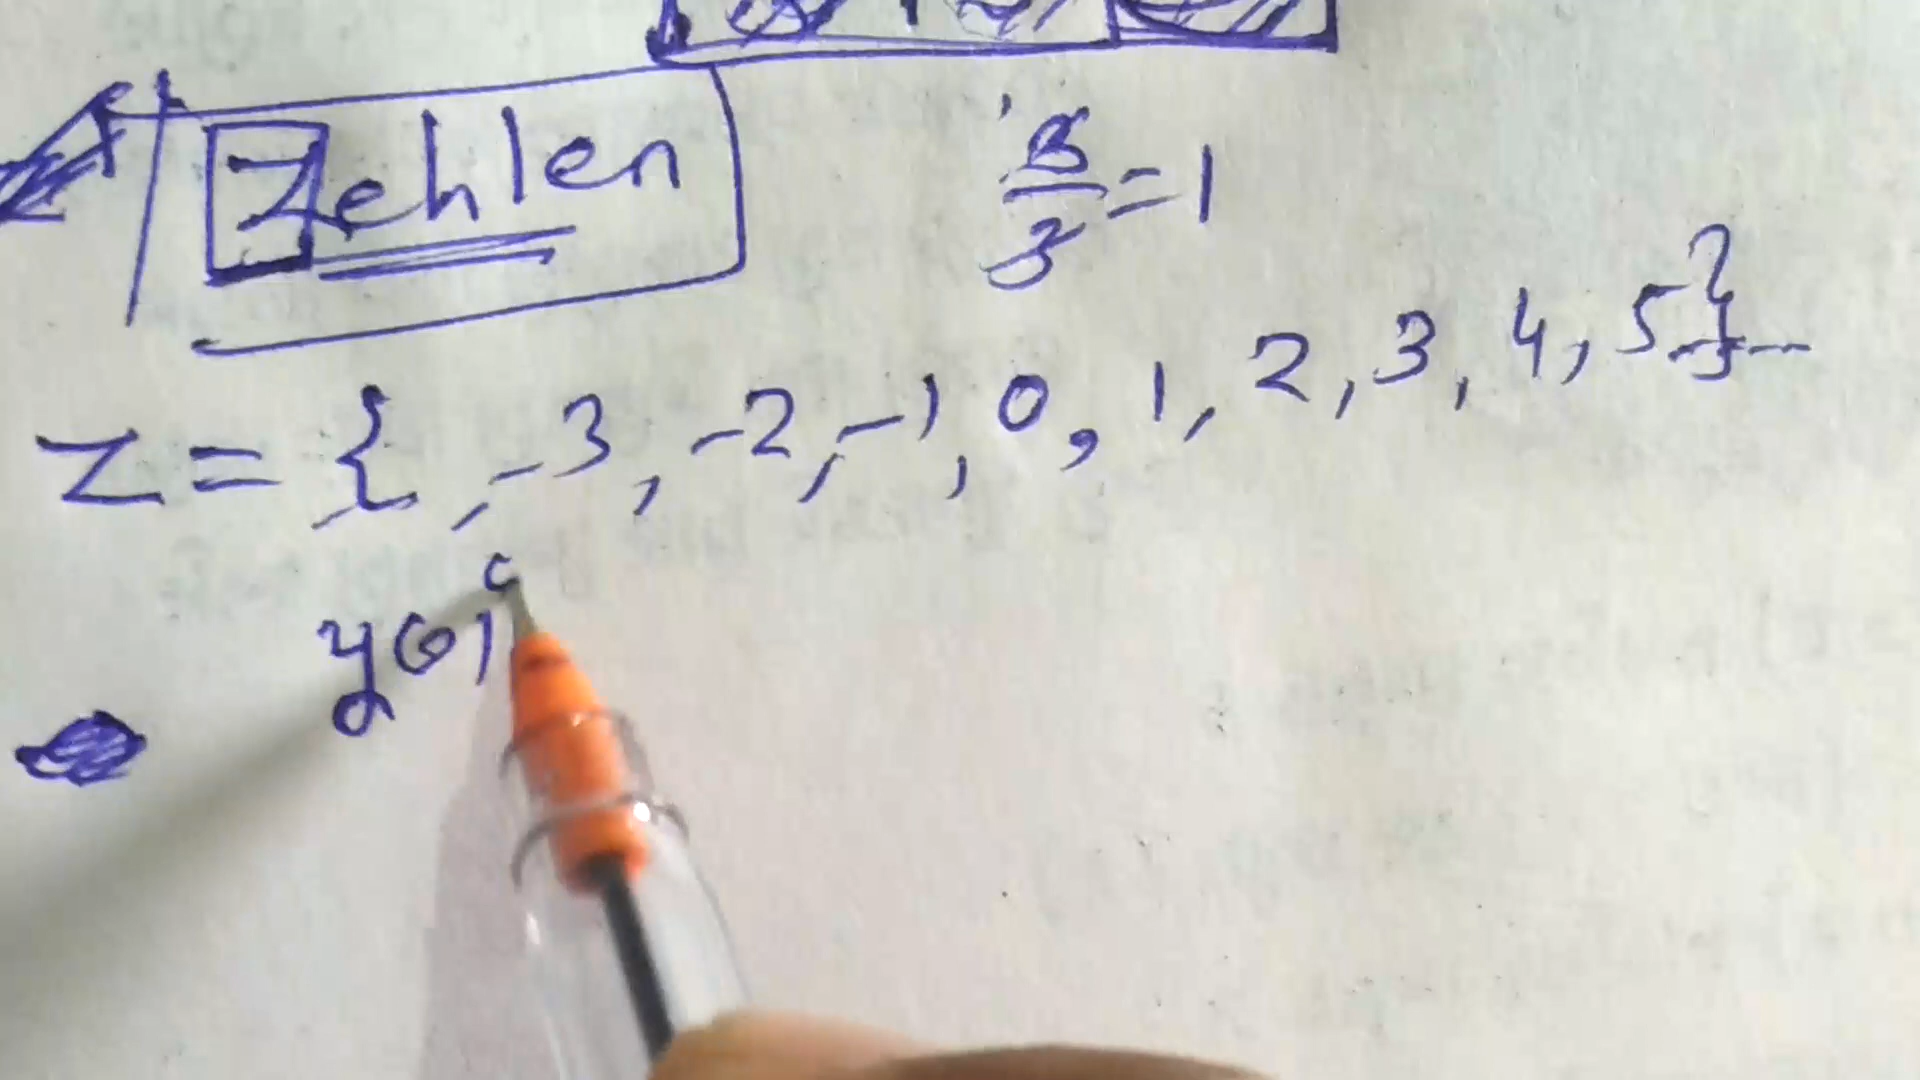 Zehlen
3/3 = 1
Z = { , -3, -2, -1, 0, 1, 2, 3, 4, 5 }